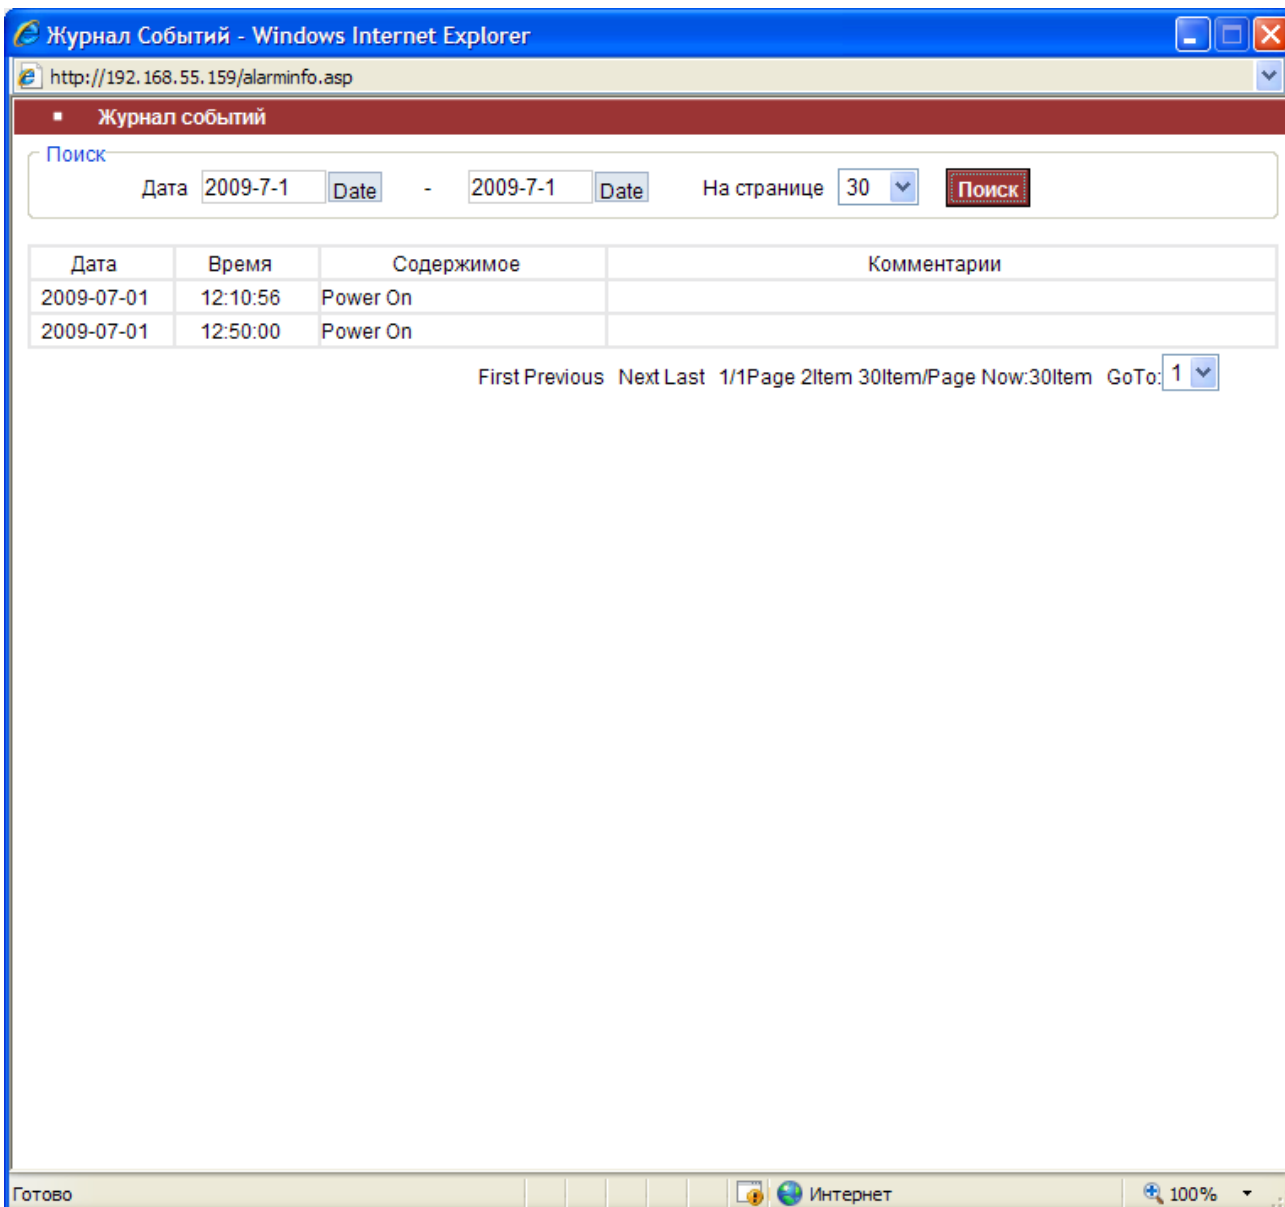 Журнал Событий - Windows Internet Explorer
http://192.168.55.159/alarminfo.asp
Журнал событий
Поиск
Дата 2009-7-1 Date - 2009-7-1 Date На странице 30 Поиск
Дата Время Содержимое Комментарии
2009-07-01 12:10:56 Power On
2009-07-01 12:50:00 Power On
First Previous Next Last 1/1Page 2Item 30Item/Page Now:30Item GoTo: 1
Готово Интернет 100%